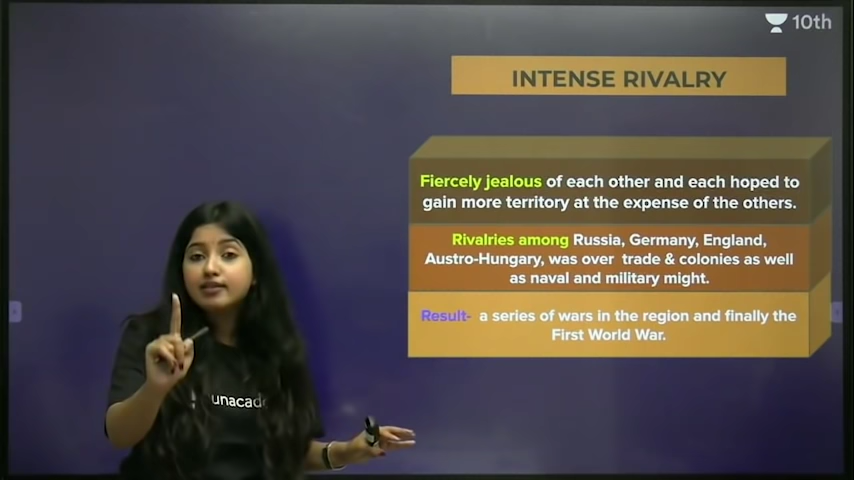 10th
INTENSE RIVALRY
Fiercely jealous of each other and each hoped to
gain more territory at the expense of the others.
Rivalries among Russia, Germany, England,
Austro-Hungary, was over trade & colonies as well
as naval and military might.
Result- a series of wars in the region and finally the
First World War.
unacad